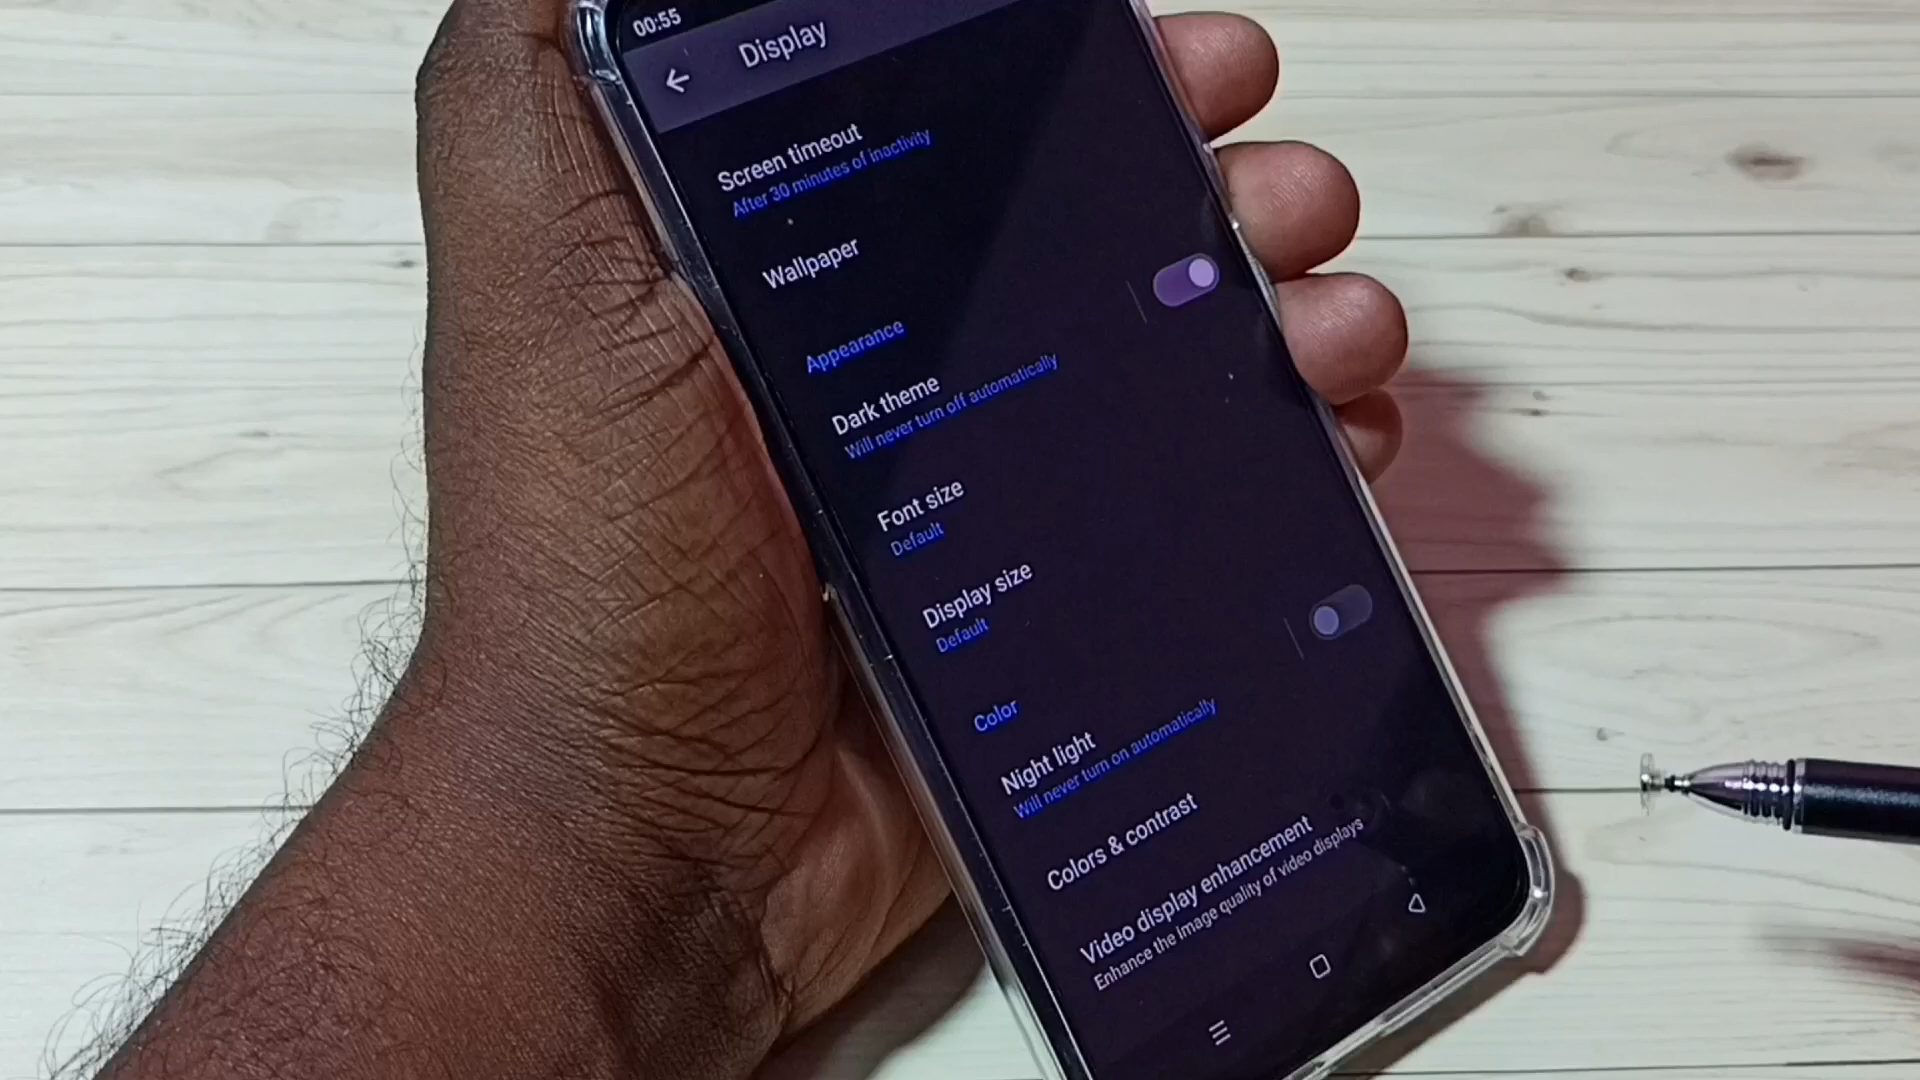 00:55
Display
Screen timeout
After 30 minutes of inactivity
Wallpaper
Appearance
Dark theme
Will never turn off automatically
Font size
Default
Display size
Default
Color
Night light
Will never turn on automatically
Colors & contrast
Video display enhancement
Enhance the image quality of video displays